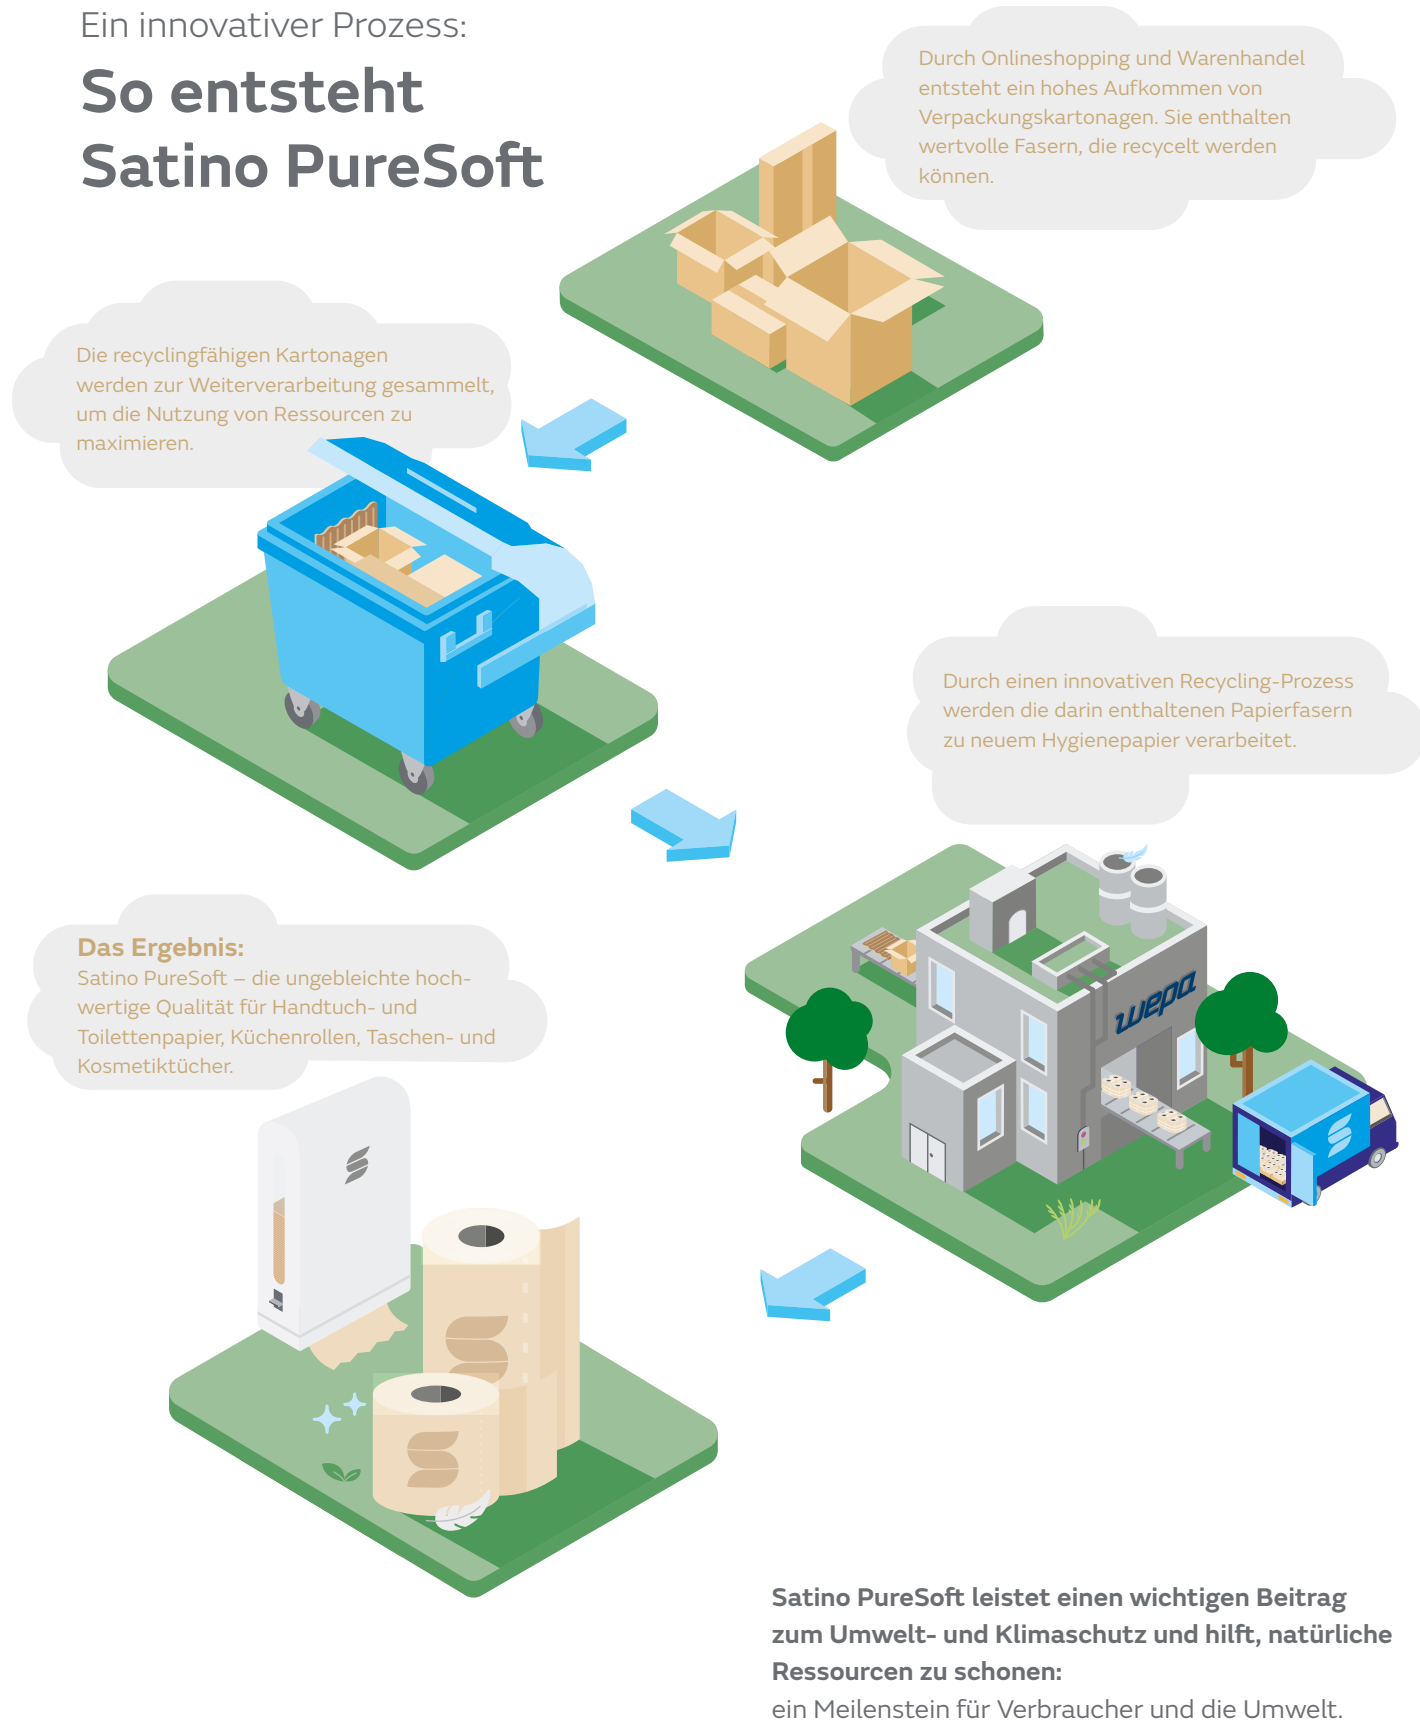 Ein innovativer Prozess:
So entsteht
Satino PureSoft
Durch Onlineshopping und Warenhandel
entsteht ein hohes Aufkommen von
Verpackungskartonagen. Sie enthalten
wertvolle Fasern, die recycelt werden
können.
Die recyclingfähigen Kartonagen
werden zur Weiterverarbeitung gesammelt,
um die Nutzung von Ressourcen zu
maximieren.
Durch einen innovativen Recycling-Prozess
werden die darin enthaltenen Papierfasern
zu neuem Hygienepapier verarbeitet.
wepa
Das Ergebnis:
Satino PureSoft – die ungebleichte hoch-
wertige Qualität für Handtuch- und
Toilettenpapier, Küchenrollen, Taschen- und
Kosmetiktücher.
Satino PureSoft leistet einen wichtigen Beitrag
zum Umwelt- und Klimaschutz und hilft, natürliche
Ressourcen zu schonen:
ein Meilenstein für Verbraucher und die Umwelt.